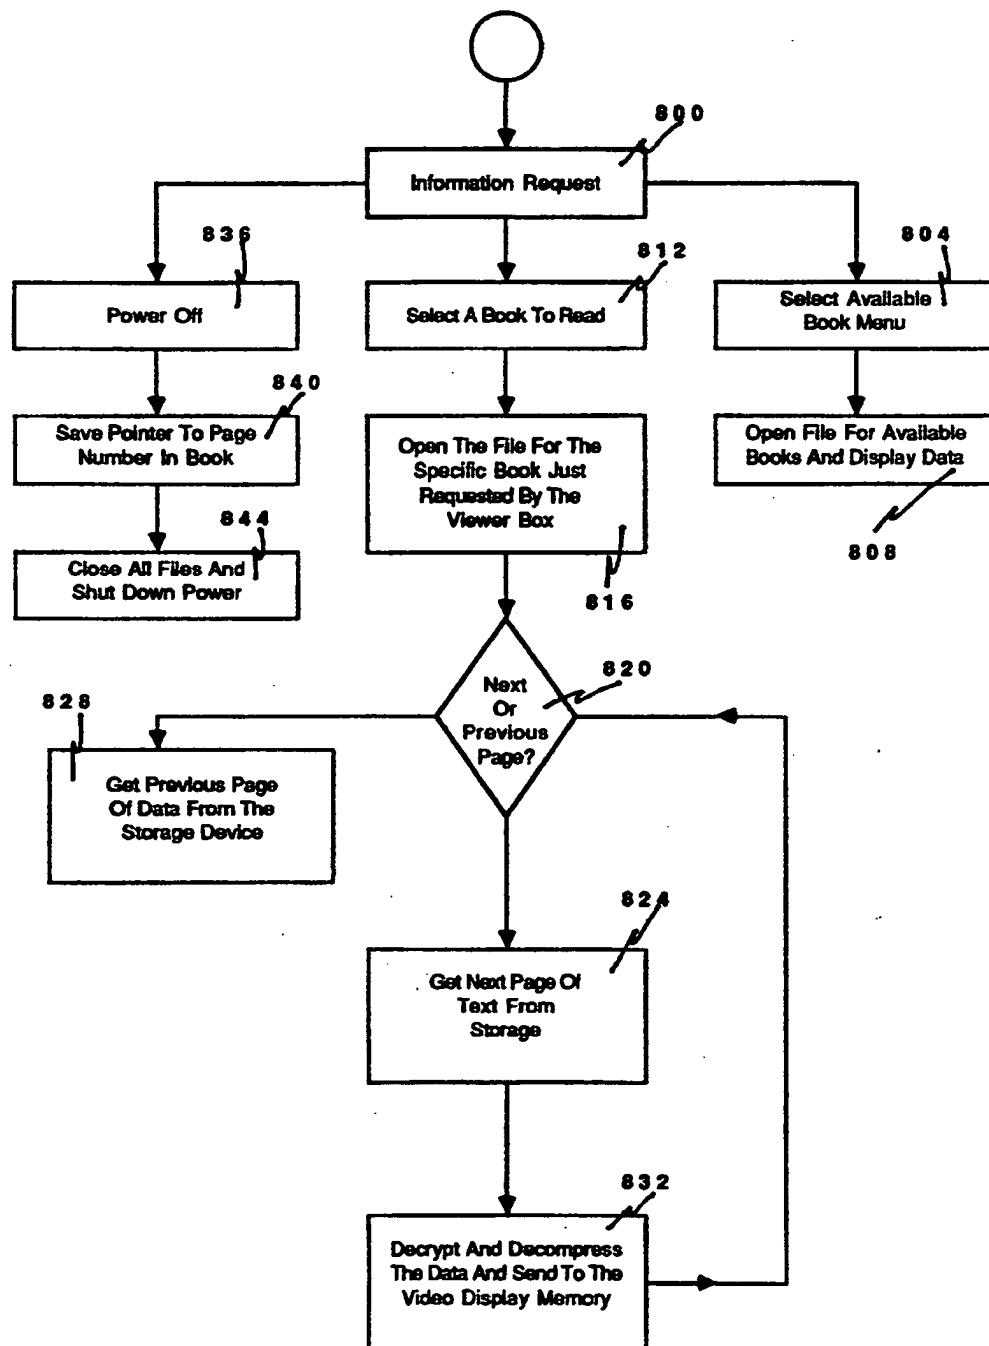 800
Information Request
836
Power Off
812
Select A Book To Read
804
Select Available
Book Menu
840
Save Pointer To Page
Number In Book
Open The File For The
Specific Book Just
Requested By The
Viewer Box
816
Open File For Available
Books And Display Data
808
844
Close All Files And
Shut Down Power
Next
Or
Previous
Page?
820
828
Get Previous Page
Of Data From The
Storage Device
824
Get Next Page Of
Text From
Storage
832
Decrypt And Decompress
The Data And Send To The
Video Display Memory